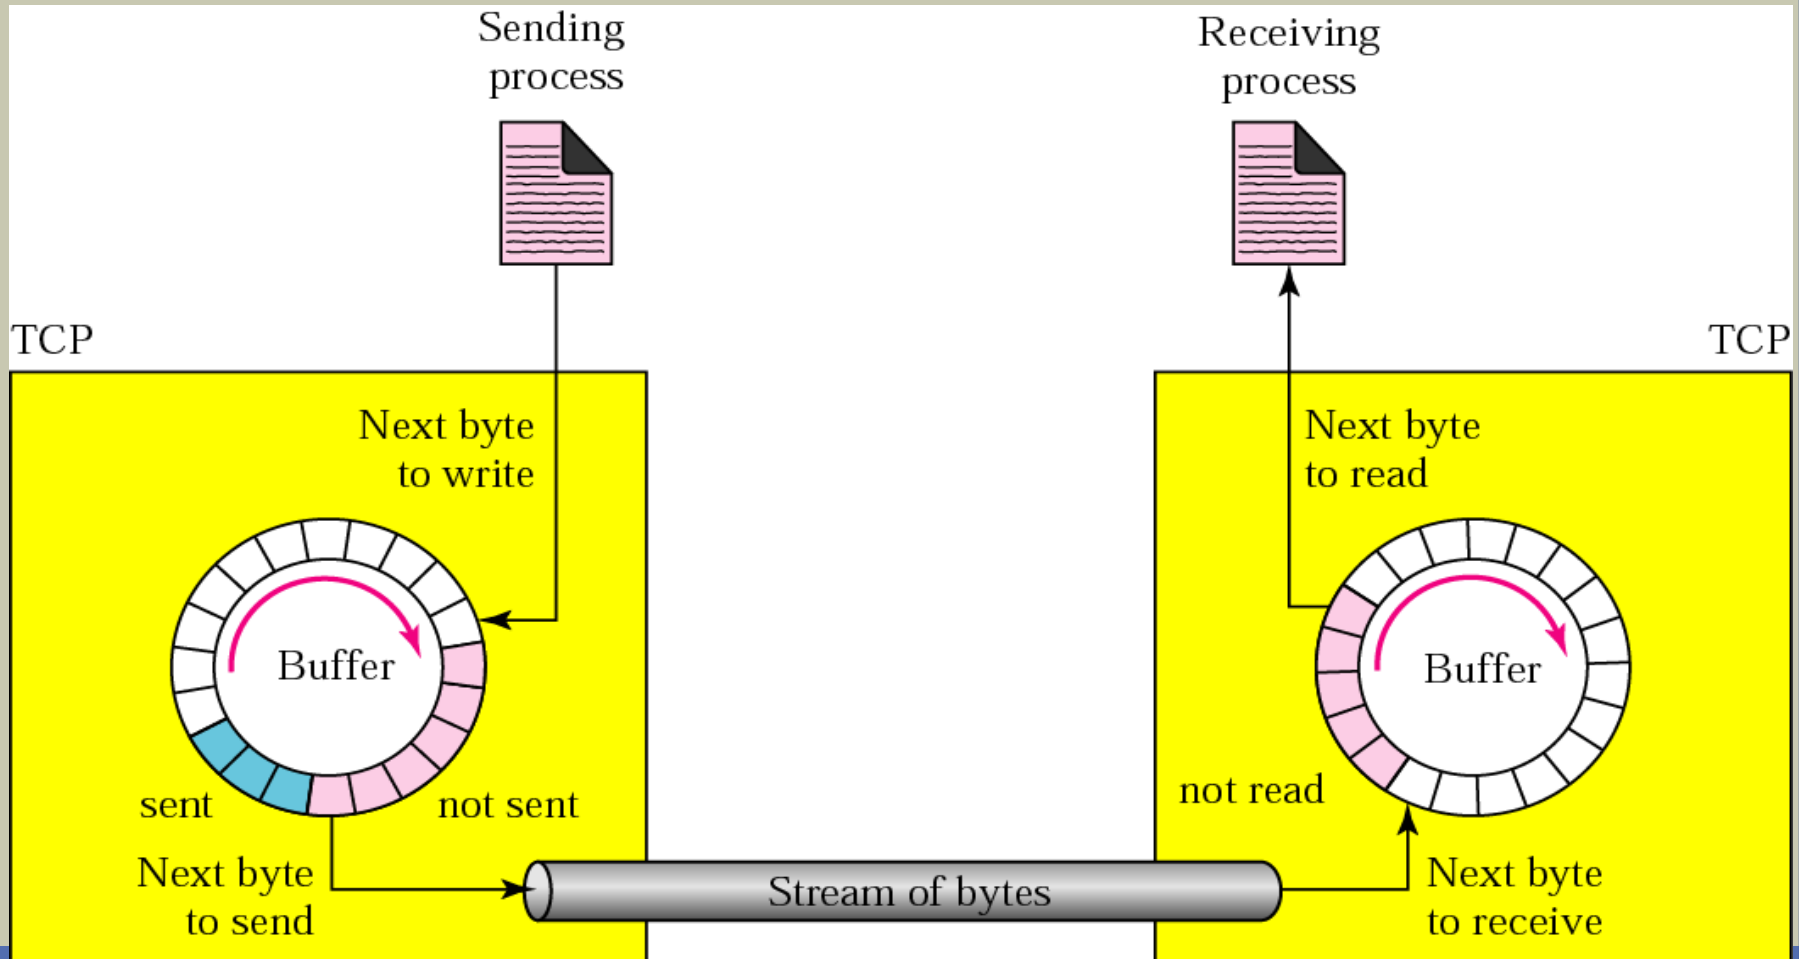 Sending
process
Receiving
process
TCP
TCP
Next byte
to write
Next byte
to read
Buffer
Buffer
sent
not sent
not read
Next byte
to send
Stream of bytes
Next byte
to receive